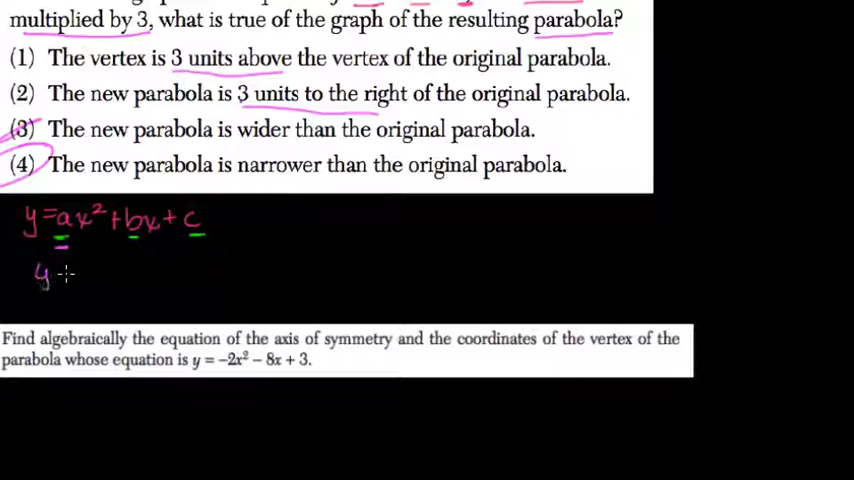 multiplied by 3, what is true of the graph of the resulting parabola?
(1) The vertex is 3 units above the vertex of the original parabola.
(2) The new parabola is 3 units to the right of the original parabola.
(3) The new parabola is wider than the original parabola.
(4) The new parabola is narrower than the original parabola.
y=ax²+bx+c
y
Find algebraically the equation of the axis of symmetry and the coordinates of the vertex of the
parabola whose equation is y = –2x² – 8x + 3.